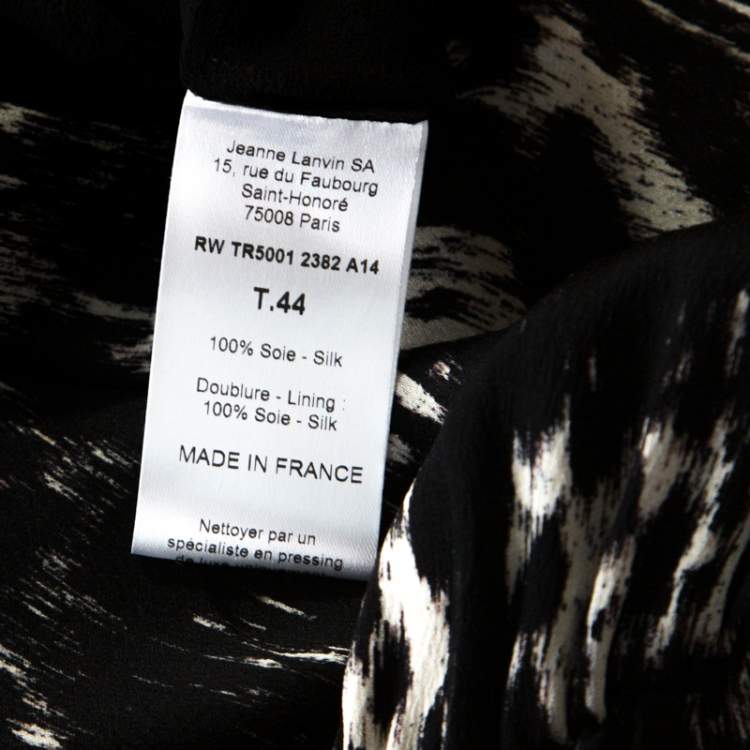 Jeanne Lanvin SA
15, rue du Faubourg
Saint-Honoré
75008 Paris
RW TR5001 2382 A14
T.44
100% Soie - Silk
Doublure - Lining :
100% Soie - Silk
MADE IN FRANCE
Nettoyer par un
spécialiste en pressing